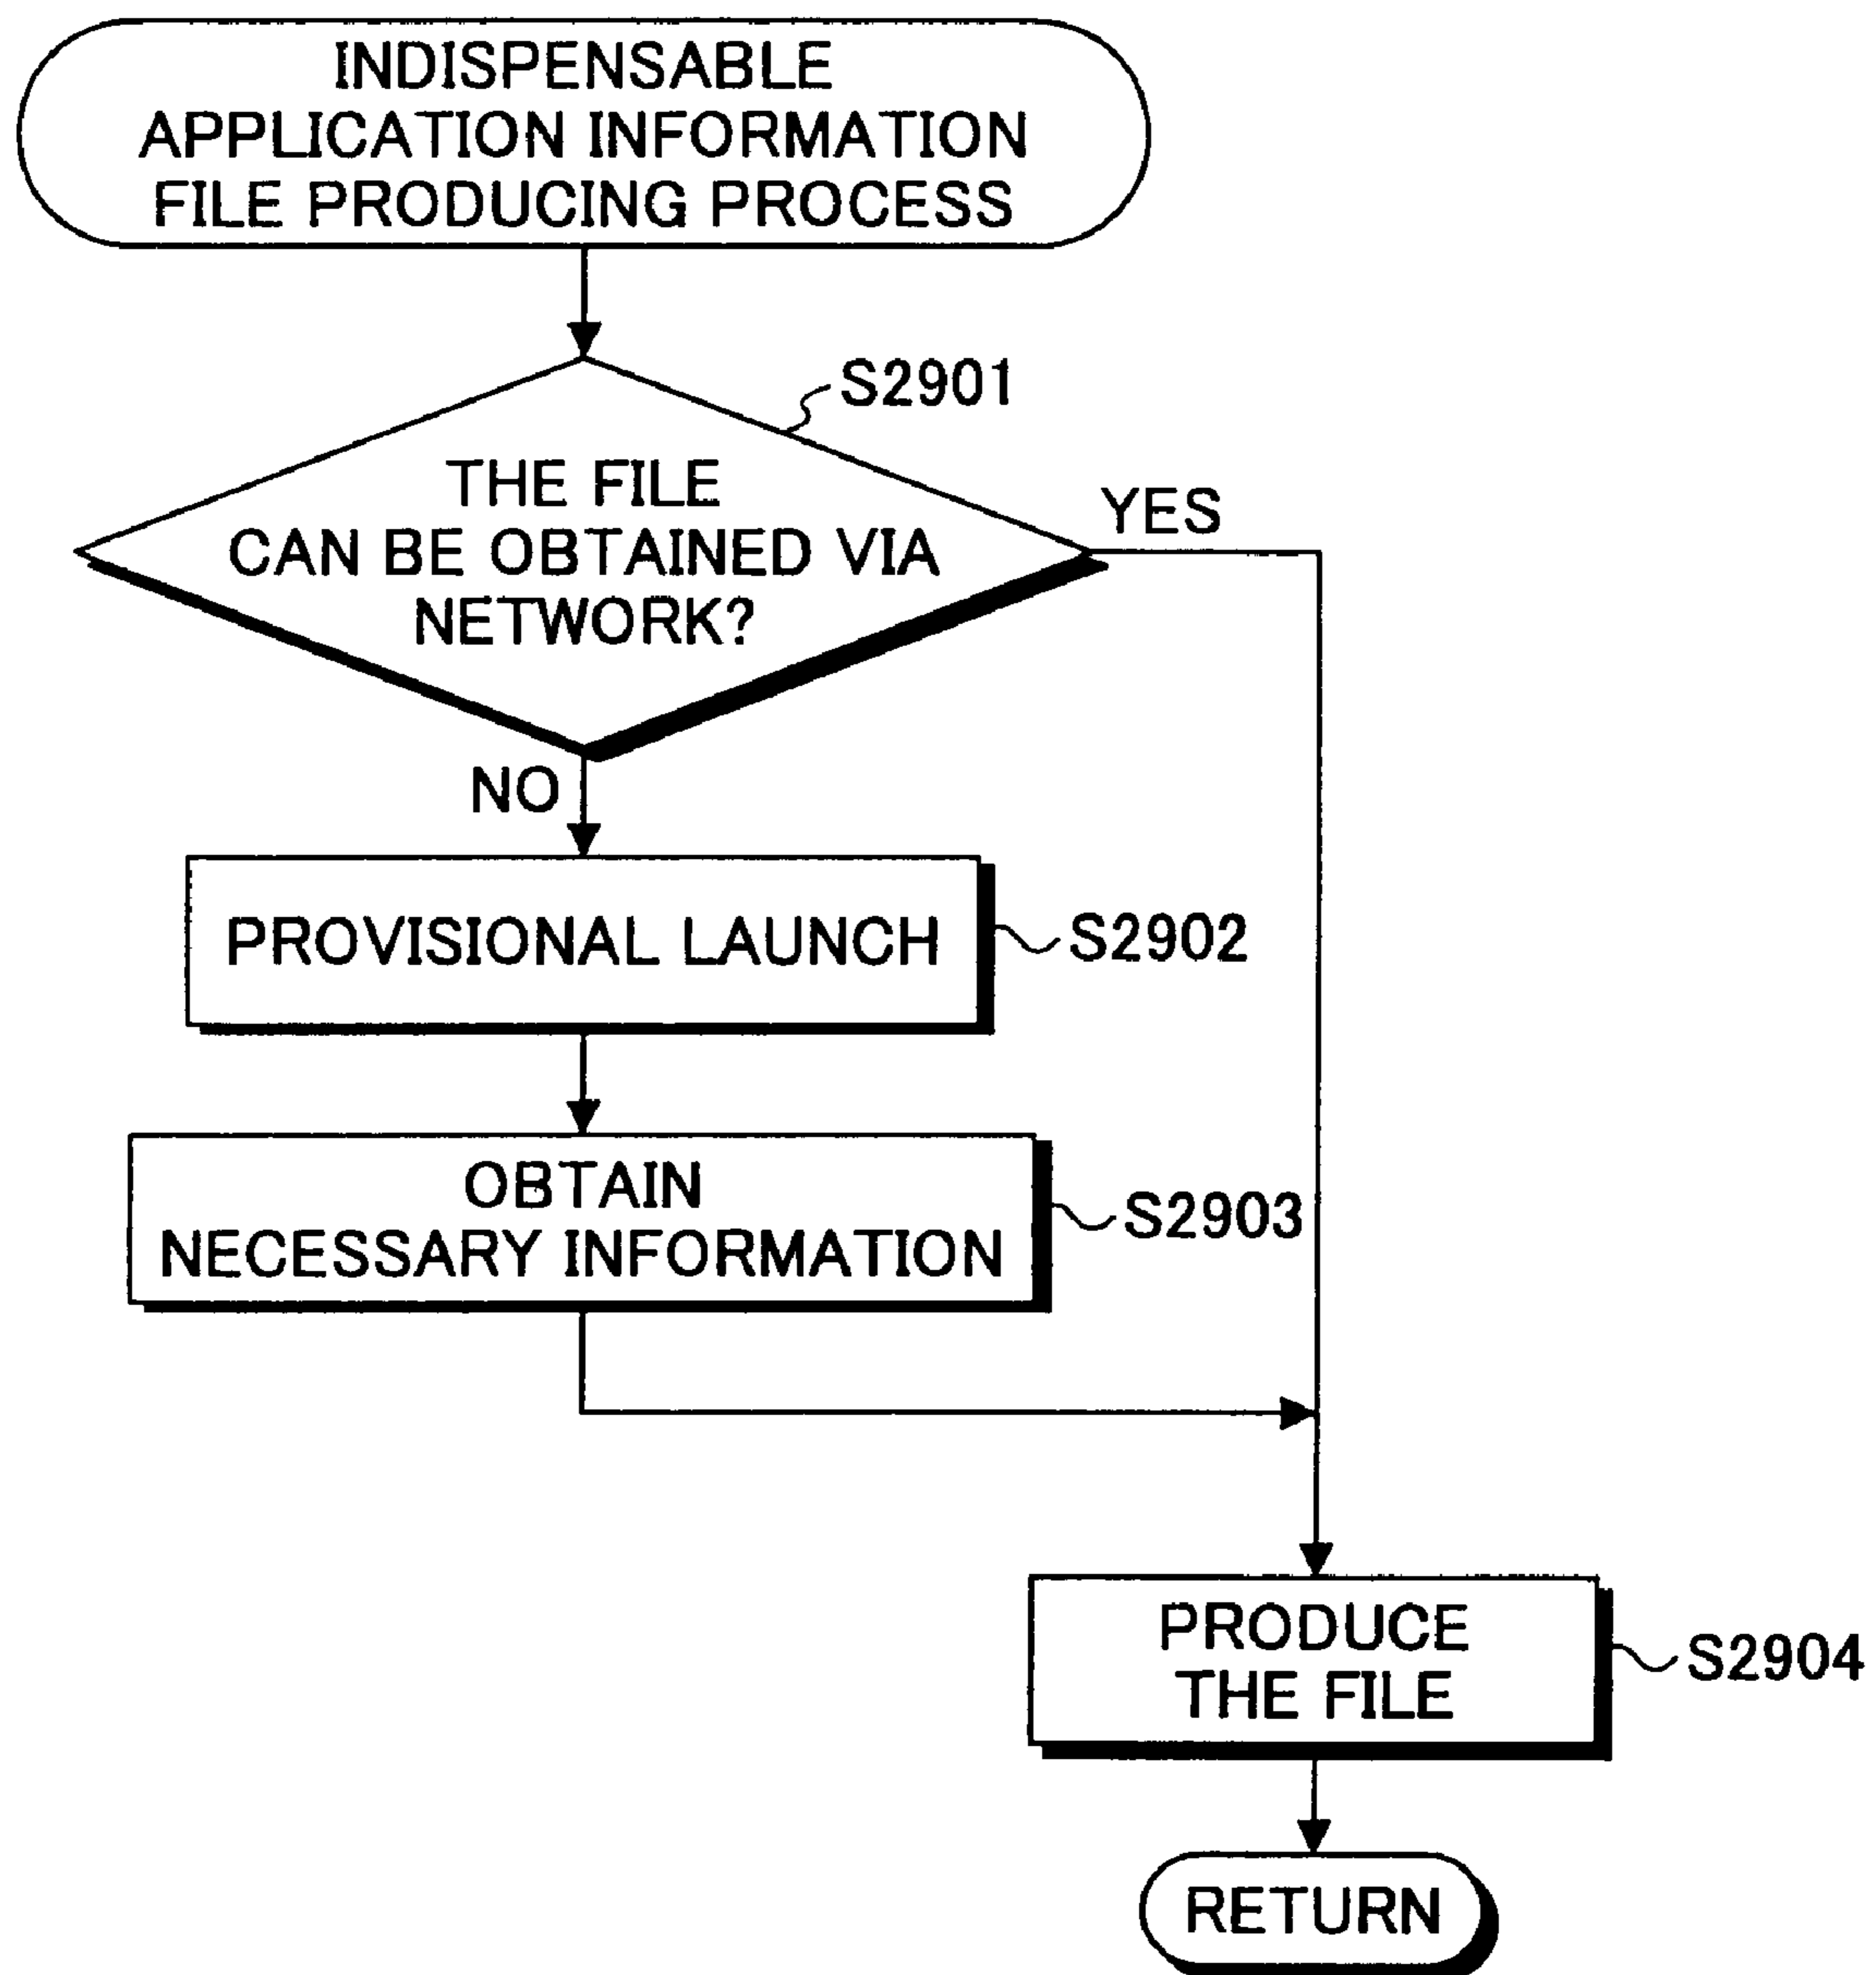 INDISPENSABLE
APPLICATION INFORMATION
FILE PRODUCING PROCESS
S2901
THE FILE
CAN BE OBTAINED VIA
NETWORK?
YES
NO
PROVISIONAL LAUNCH
S2902
OBTAIN
NECESSARY INFORMATION
S2903
PRODUCE
THE FILE
S2904
RETURN